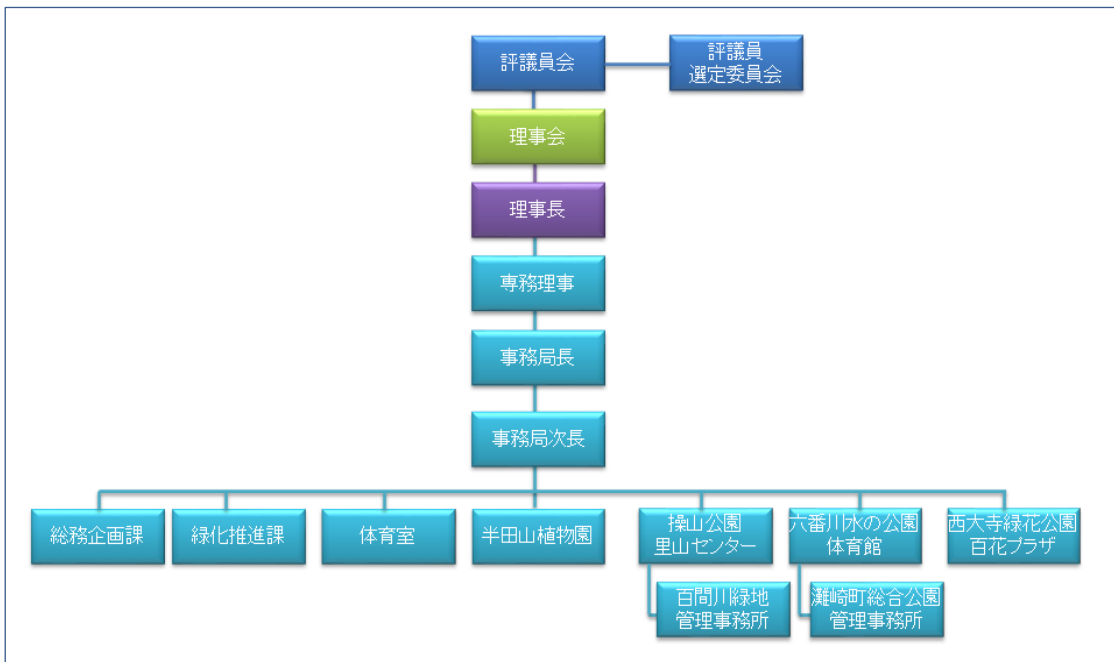 評議員会
評議員
選定委員会
理事会
理事長
専務理事
事務局長
事務局次長
総務企画課
緑化推進課
体育室
半田山植物園
操山公園
里山センター
六番川水の公園
体育館
西大寺緑花公園
百花プラザ
百間川緑地
管理事務所
灘崎町総合公園
管理事務所